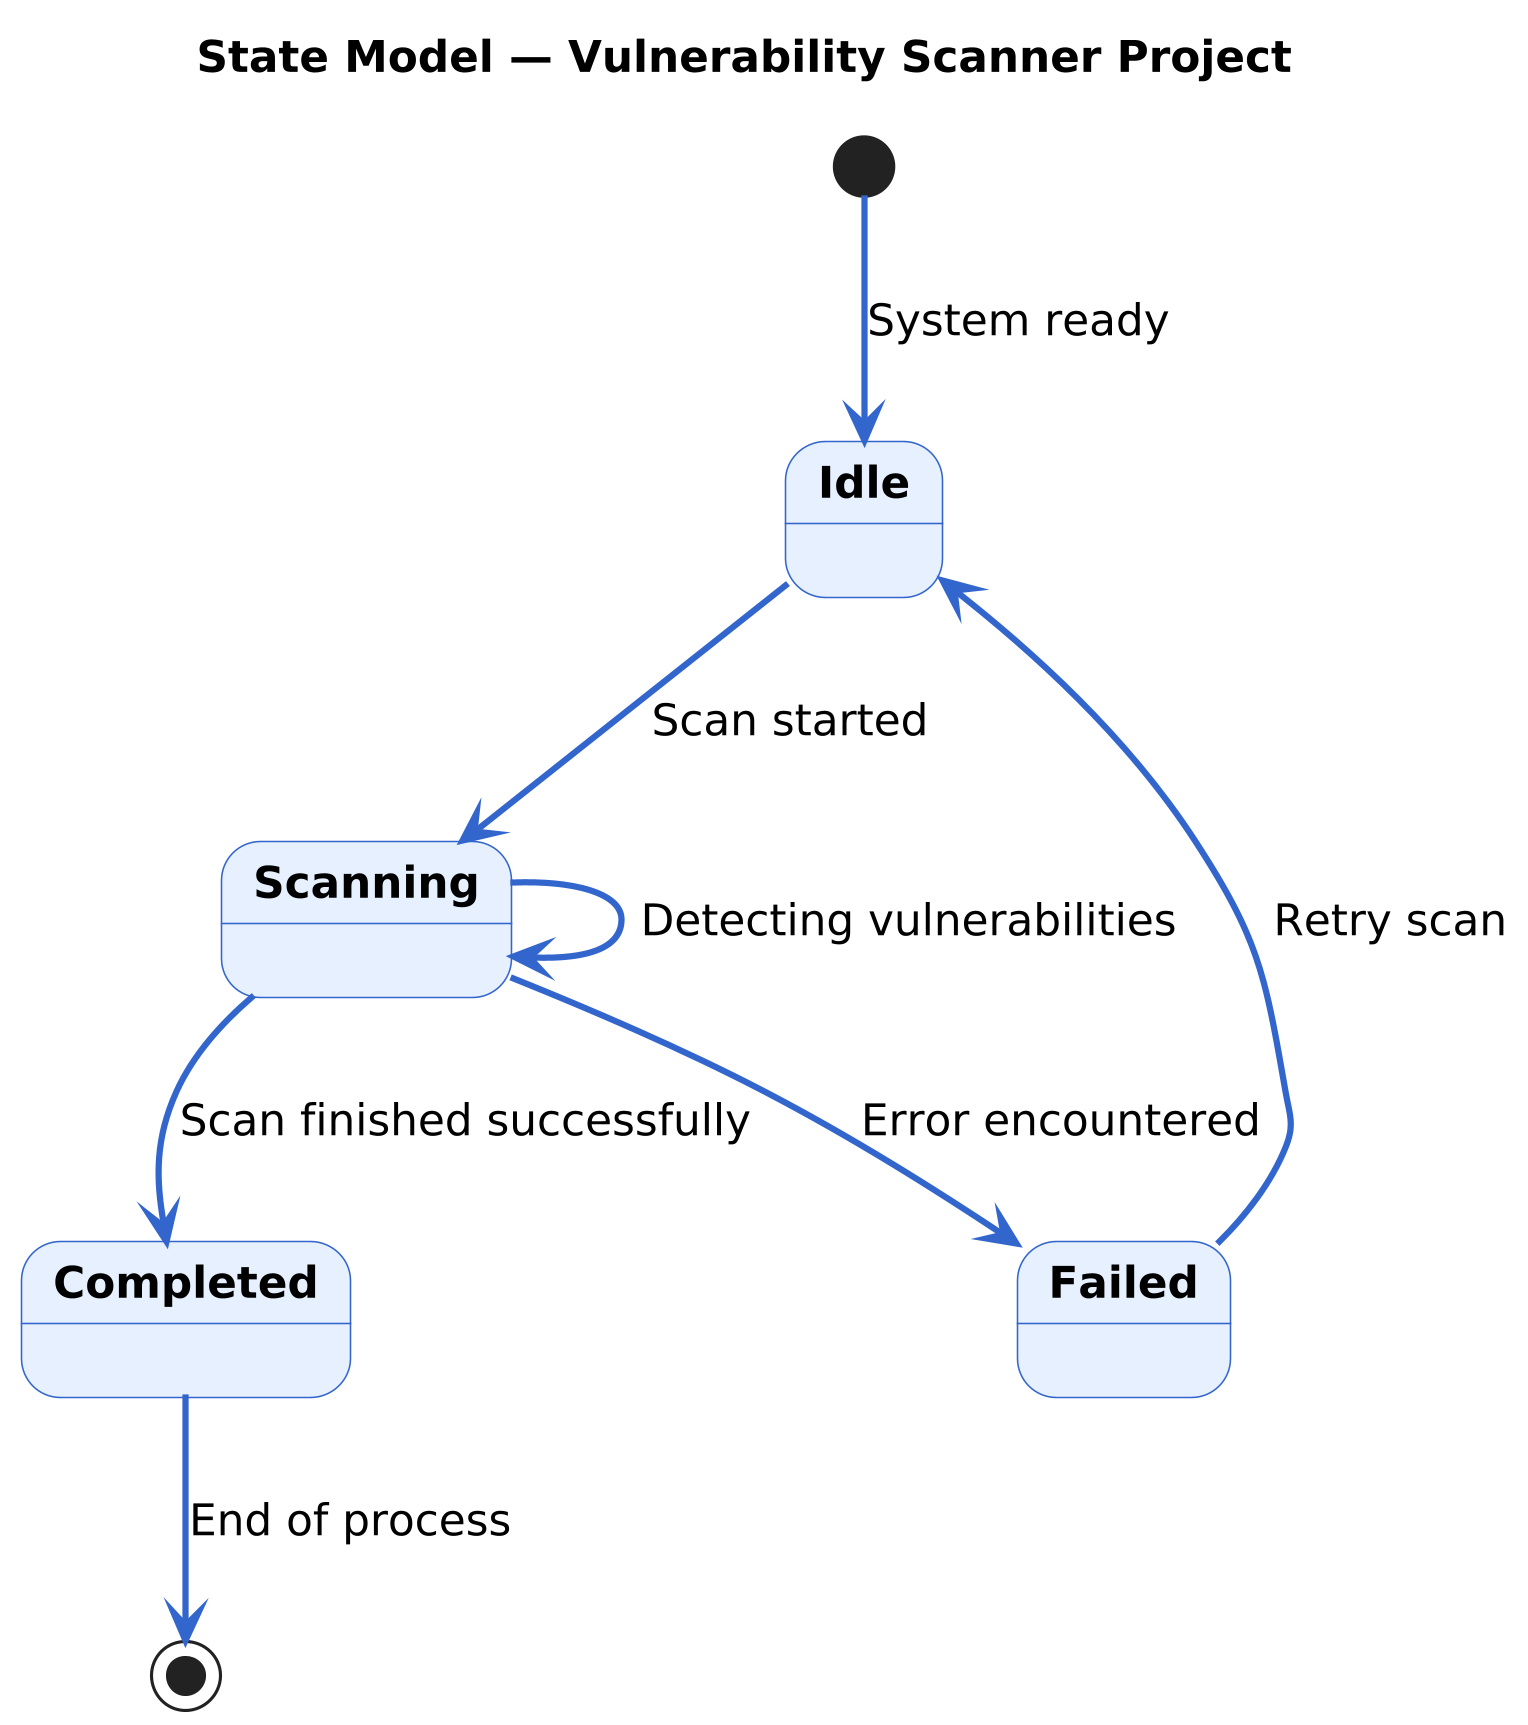 State Model — Vulnerability Scanner Project
System ready
Idle
Scan started
Scanning
Detecting vulnerabilities
Retry scan
Scan finished successfully
Error encountered
Completed
Failed
End of process